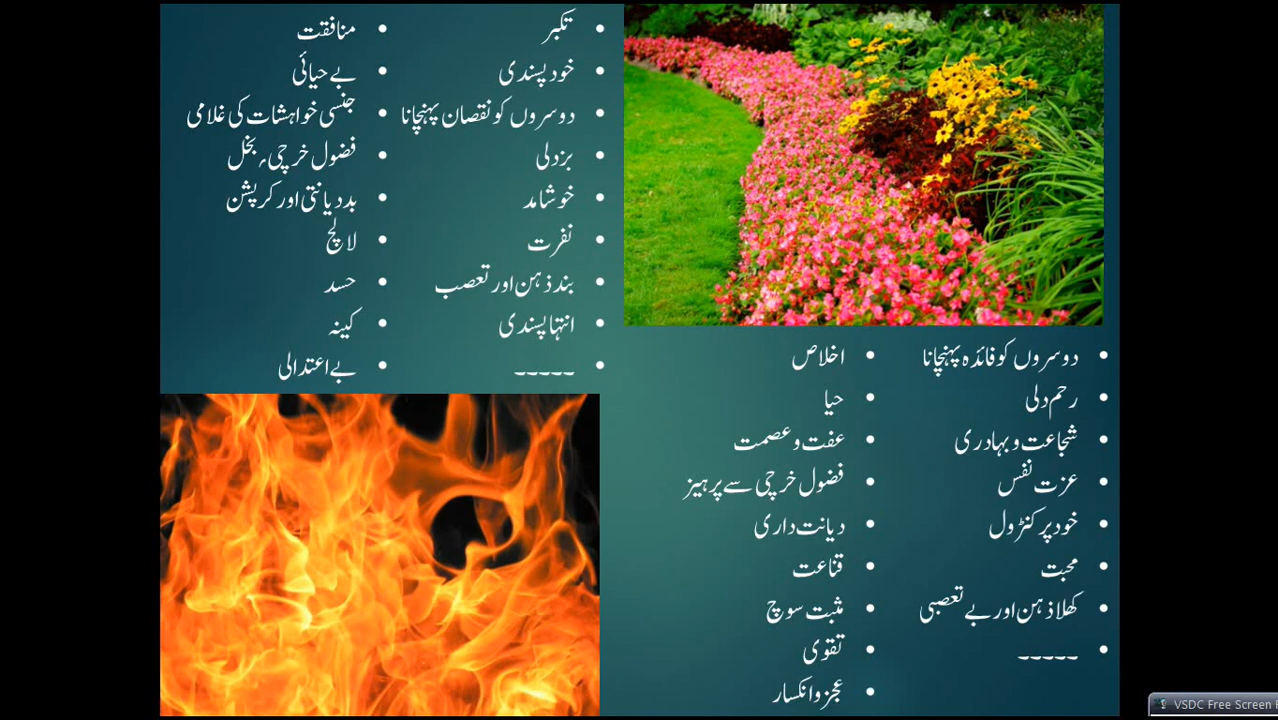 تکبر
خود پسندی
دوسروں کو نقصان پہنچانا
بزدلی
خوشامد
نفرت
بند ذہن اور تعصب
انتہا پسندی
۔۔۔۔۔
منافقت
بے حیائی
جنسی خواہشات کی غلامی
فضول خرچی، بخل
بددیانتی اور کرپشن
لالچ
حسد
کینہ
بے اعتدالی
دوسروں کو فائدہ پہنچانا
رحم دلی
شجاعت و بہادری
عزت نفس
خود پر کنٹرول
محبت
کھلا ذہن اور بے تعصبی
۔۔۔۔۔
اخلاص
حیا
عفت و عصمت
فضول خرچی سے پرہیز
دیانت داری
قناعت
مثبت سوچ
تقوی
عجز و انکسار
VSDC Free Screen